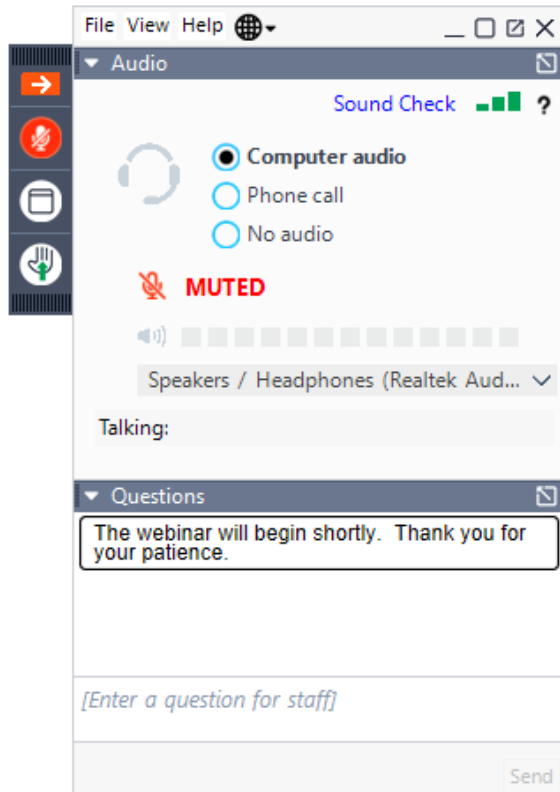 File View Help
Audio
Sound Check ?
Computer audio
Phone call
No audio
MUTED
Speakers / Headphones (Realtek Aud...
Talking:
Questions
The webinar will begin shortly. Thank you for
your patience.
[Enter a question for staff]
Send